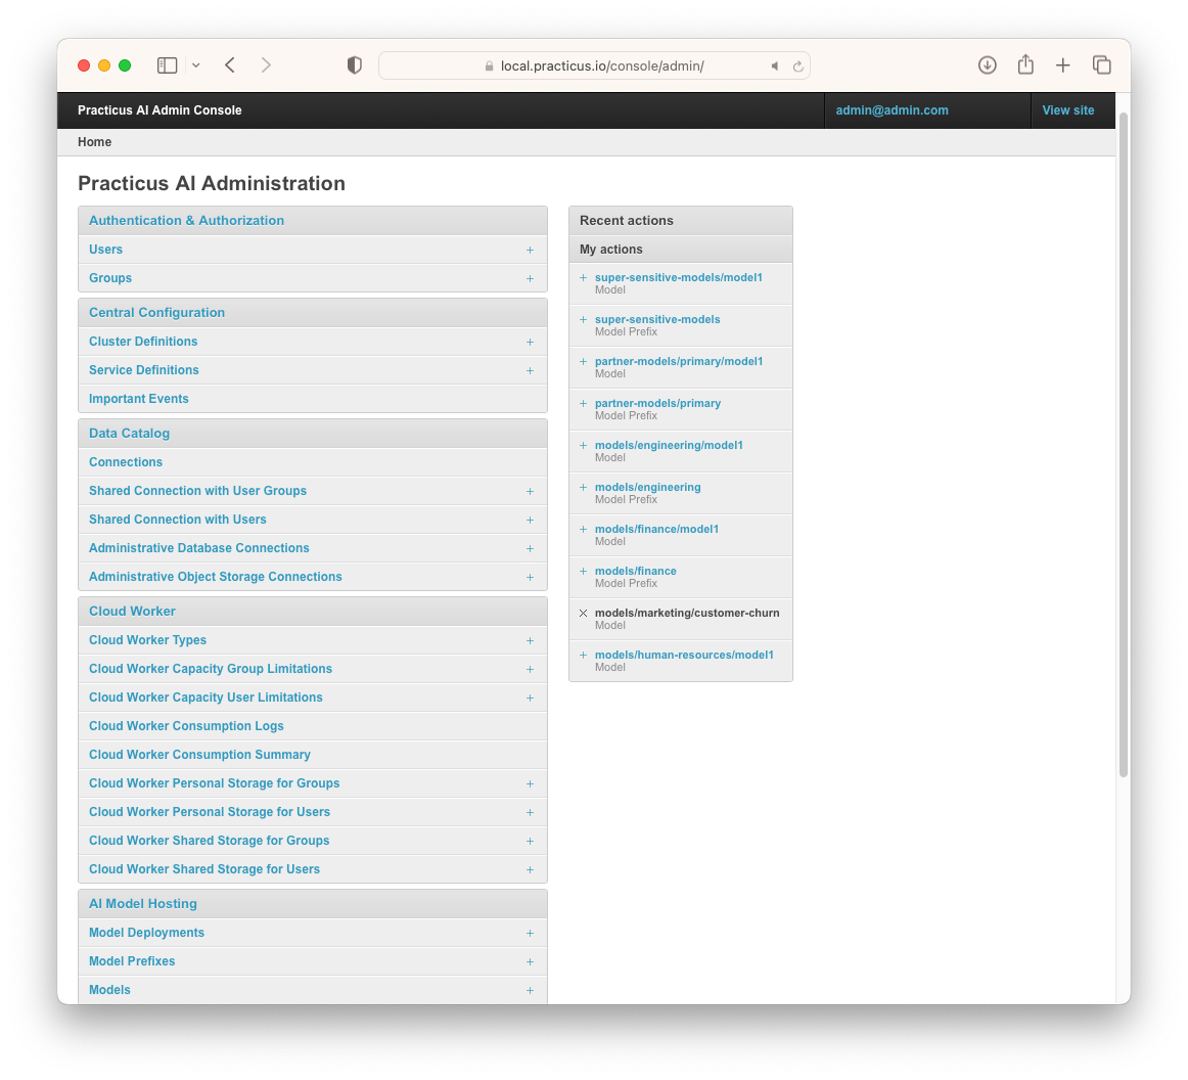 local.practicus.io/console/admin/
Practicus AI Admin Console
admin@admin.com
View site
Home
Practicus AI Administration
Authentication & Authorization
Users
Groups
Central Configuration
Cluster Definitions
Service Definitions
Important Events
Data Catalog
Connections
Shared Connection with User Groups
Shared Connection with Users
Administrative Database Connections
Administrative Object Storage Connections
Cloud Worker
Cloud Worker Types
Cloud Worker Capacity Group Limitations
Cloud Worker Capacity User Limitations
Cloud Worker Consumption Logs
Cloud Worker Consumption Summary
Cloud Worker Personal Storage for Groups
Cloud Worker Personal Storage for Users
Cloud Worker Shared Storage for Groups
Cloud Worker Shared Storage for Users
AI Model Hosting
Model Deployments
Model Prefixes
Models
Recent actions
My actions
super-sensitive-models/model1
Model
super-sensitive-models
Model Prefix
partner-models/primary/model1
Model
partner-models/primary
Model Prefix
models/engineering/model1
Model
models/engineering
Model Prefix
models/finance/model1
Model
models/finance
Model Prefix
models/marketing/customer-churn
Model
models/human-resources/model1
Model